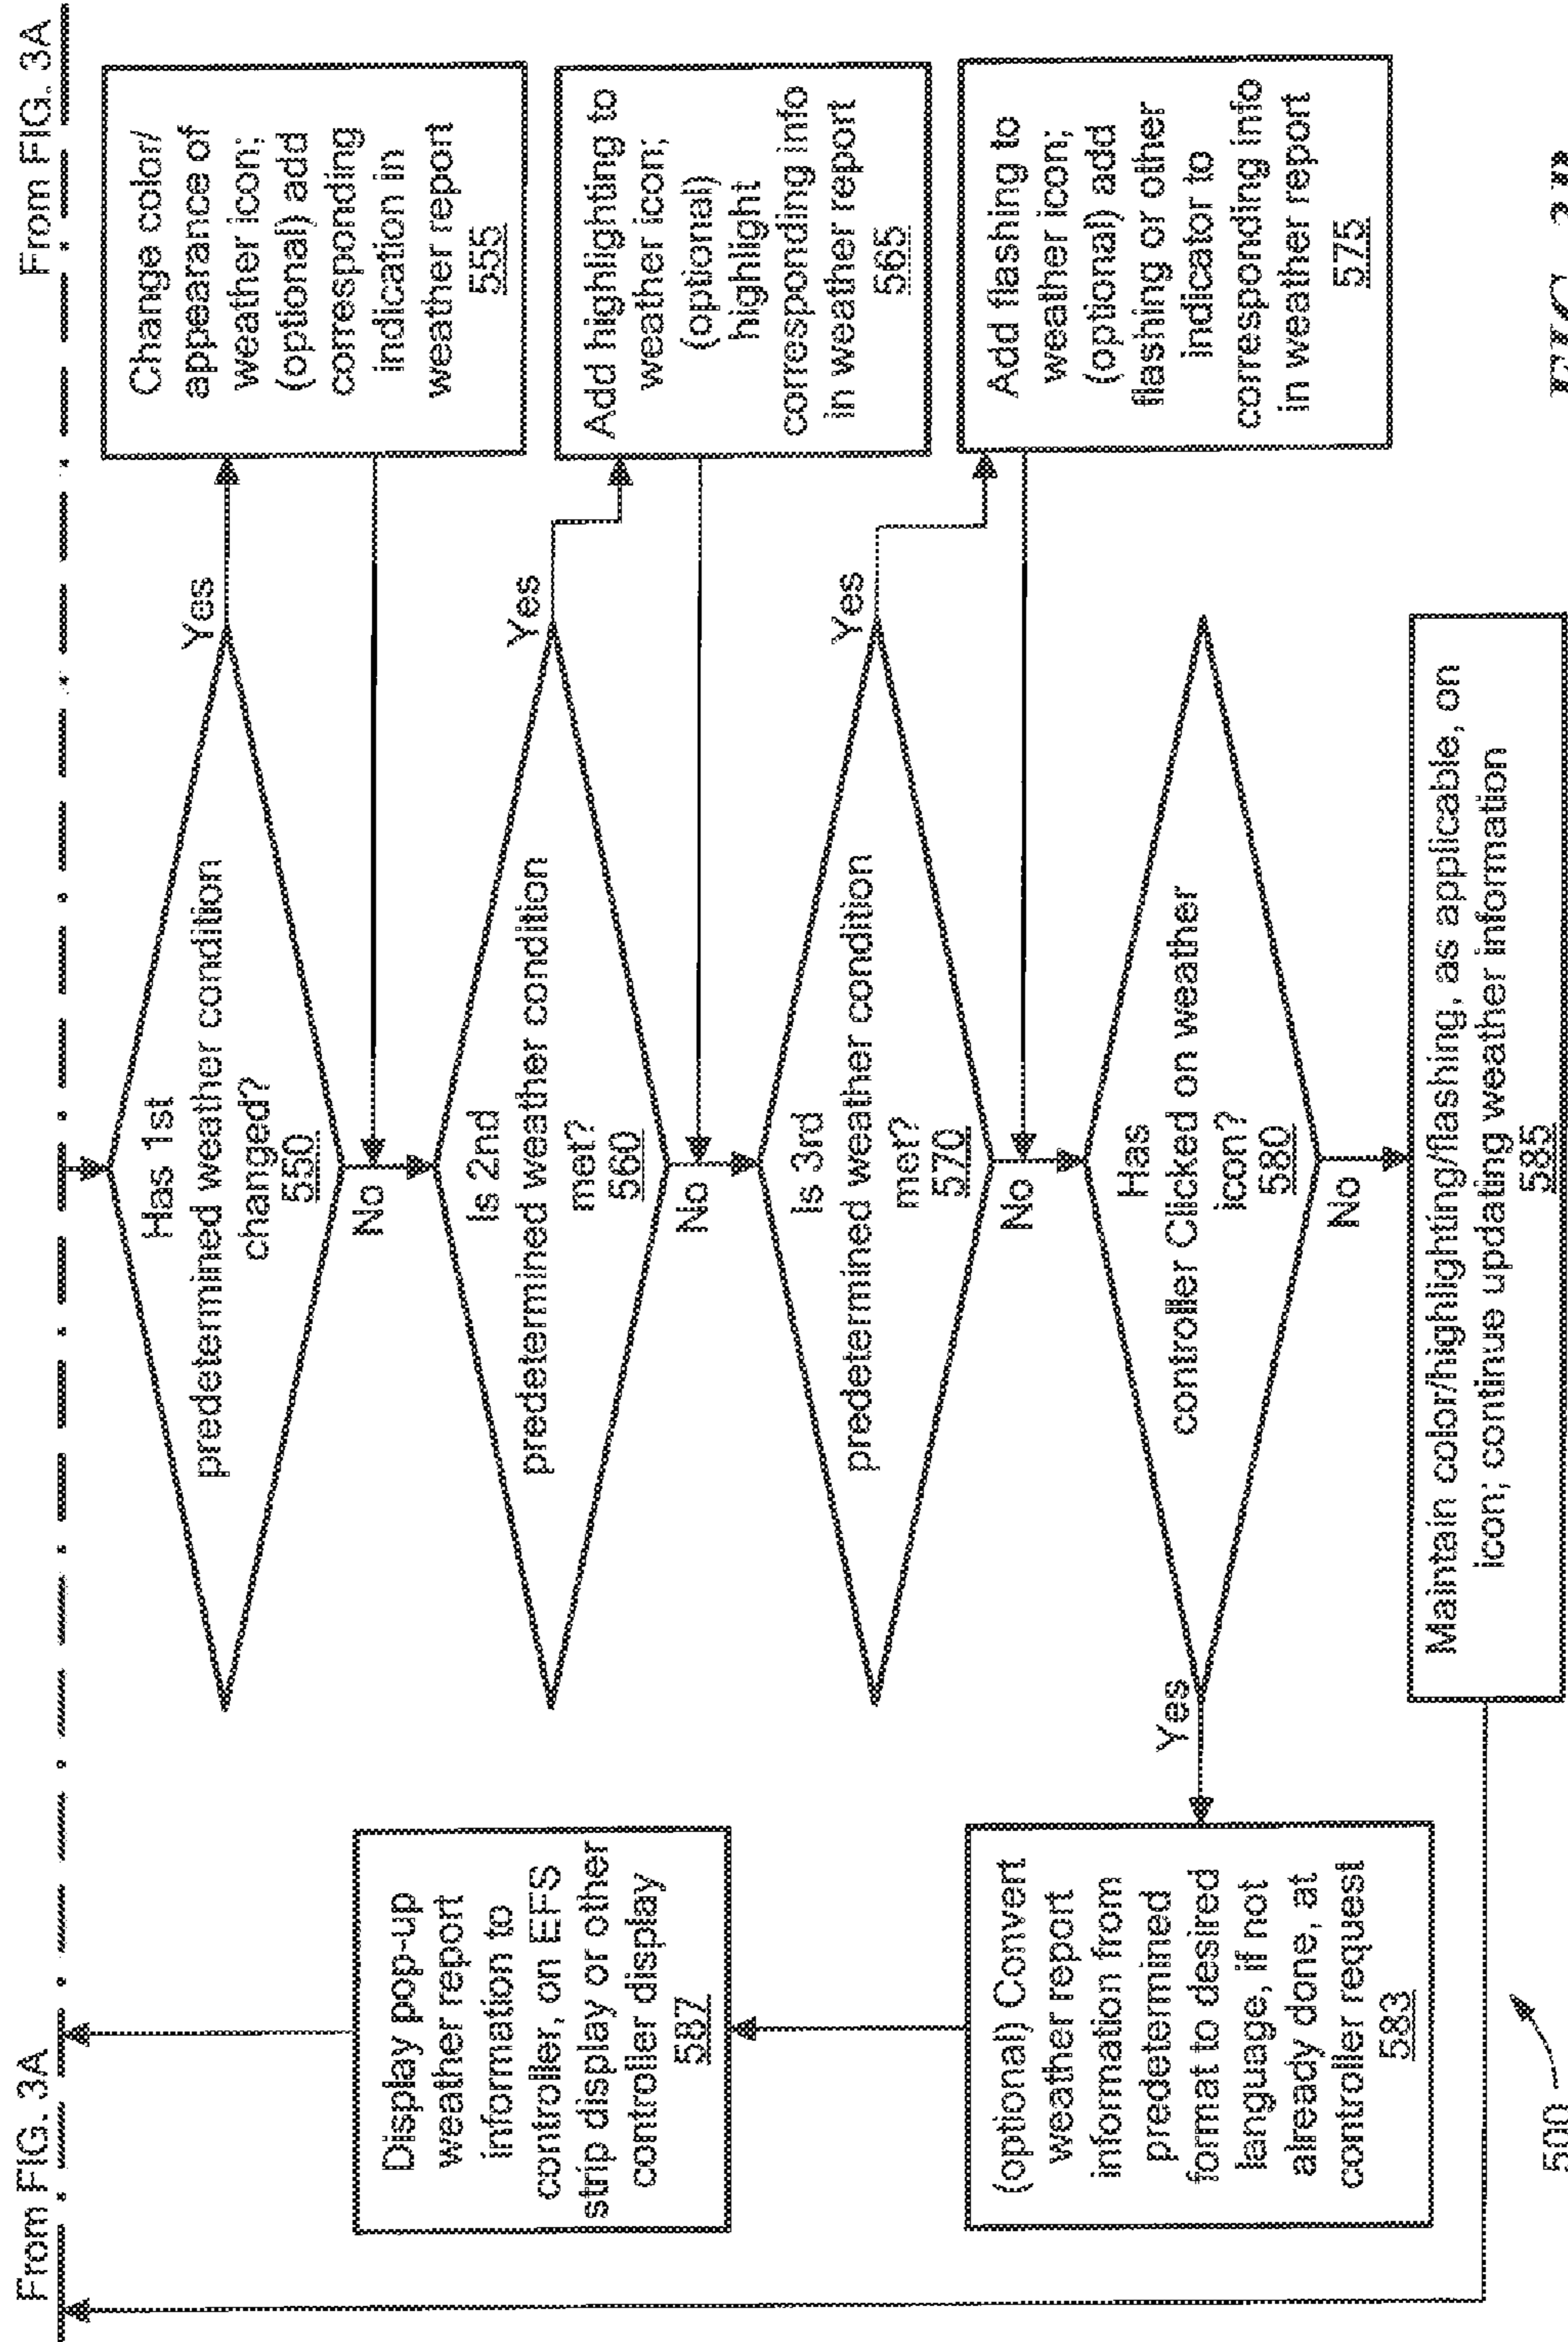 From FIG. 3A
From FIG. 3A
Has 1st
predetermined weather condition
changed?
550
Yes
No
Change color/
appearance of
weather icon;
(optional) add
corresponding
indication in
weather report
555
Is 2nd
predetermined weather condition
met?
560
Yes
No
Add highlighting to
weather icon;
(optional)
highlight
corresponding info
in weather report
565
Is 3rd
predetermined weather condition
met?
570
Yes
No
Add flashing to
weather icon;
(optional) add
flashing or other
indicator to
corresponding info
in weather report
575
Has
controller Clicked on weather
icon?
580
Yes
No
Display pop-up
weather report
information to
controller, on EFS
strip display or other
controller display
587
(optional) Convert
weather report
information from
predetermined
format to desired
language, if not
already done, at
controller request
583
Maintain color/highlighting/flashing, as applicable, on
icon; continue updating weather information
585
500